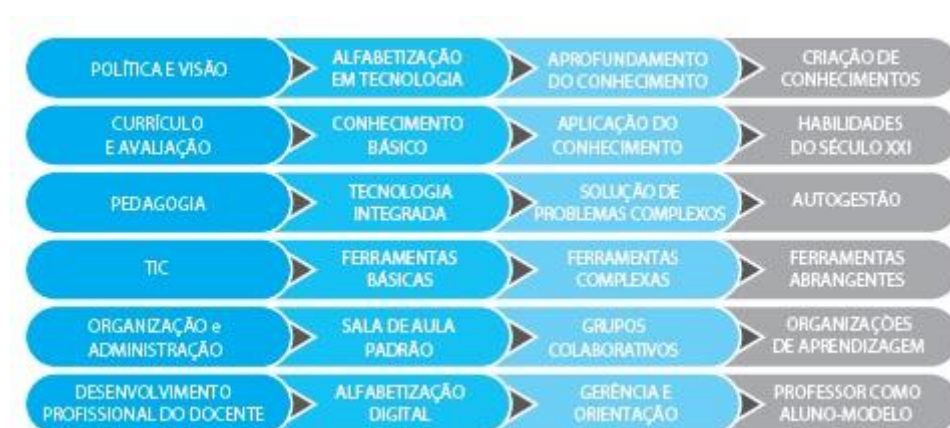 POLÍTICA E VISÃO
ALFABETIZAÇÃO
EM TECNOLOGIA
APROFUNDAMENTO
DO CONHECIMENTO
CRIAÇÃO DE
CONHECIMENTOS
CURRÍCULO
E AVALIAÇÃO
CONHECIMENTO
BÁSICO
APLICAÇÃO DO
CONHECIMENTO
HABILIDADES
DO SÉCULO XXI
PEDAGOGIA
TECNOLOGIA
INTEGRADA
SOLUÇÃO DE
PROBLEMAS COMPLEXOS
AUTOGESTÃO
TIC
FERRAMENTAS
BÁSICAS
FERRAMENTAS
COMPLEXAS
FERRAMENTAS
ABRANGENTES
ORGANIZAÇÃO e
ADMINISTRAÇÃO
SALA DE AULA
PADRÃO
GRUPOS
COLABORATIVOS
ORGANIZAÇÕES
DE APRENDIZAGEM
DESENVOLVIMENTO
PROFISSIONAL DO DOCENTE
ALFABETIZAÇÃO
DIGITAL
GERÊNCIA E
ORIENTAÇÃO
PROFESSOR COMO
ALUNO-MODELO